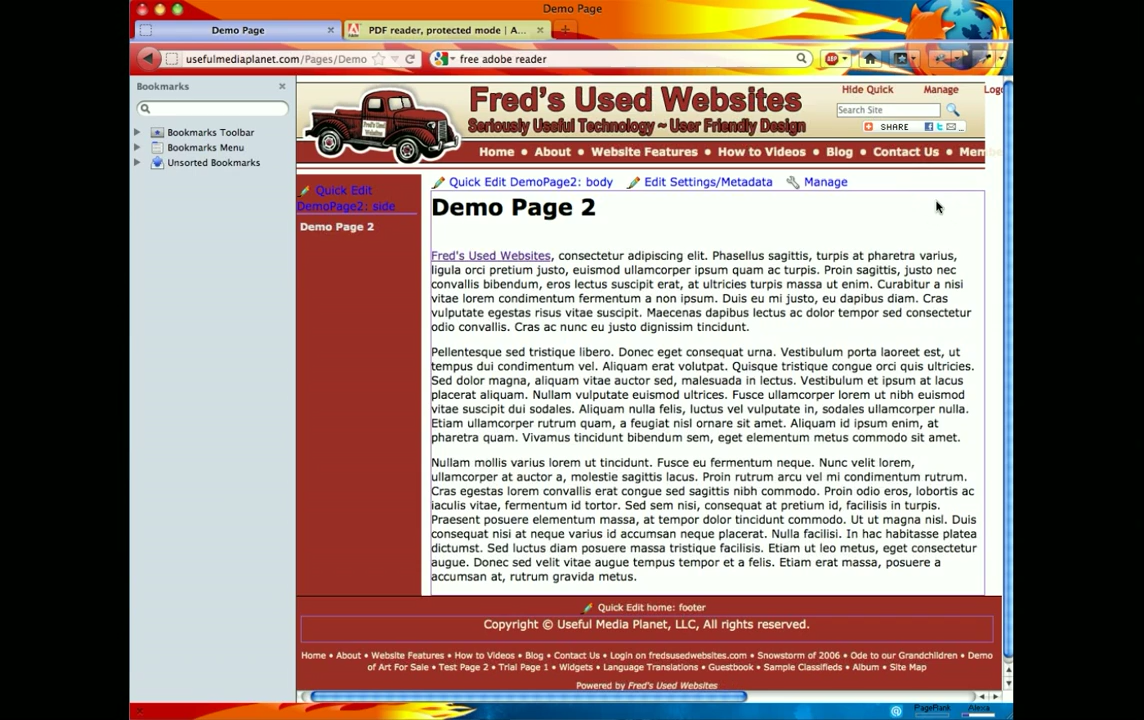 Demo Page
Demo Page
PDF reader, protected mode | A...
usefulmediaplanet.com/Pages/Demo
free adobe reader
Bookmarks
Bookmarks Toolbar
Bookmarks Menu
Unsorted Bookmarks
Fred's Used Websites
Fred's Used Websites
Seriously Useful Technology ~ User Friendly Design
Hide Quick Manage Logo
Search Site
SHARE
Home • About • Website Features • How to Videos • Blog • Contact Us • Mem
Quick Edit
DemoPage2: side
Demo Page 2
Quick Edit DemoPage2: body Edit Settings/Metadata Manage
Demo Page 2
Fred's Used Websites, consectetur adipiscing elit. Phasellus sagittis, turpis at pharetra varius,
ligula orci pretium justo, euismod ullamcorper ipsum quam ac turpis. Proin sagittis, justo nec
convallis bibendum, eros lectus suscipit erat, at ultricies turpis massa ut enim. Curabitur a nisi
vitae lorem condimentum fermentum a non ipsum. Duis eu mi justo, eu dapibus diam. Cras
vulputate egestas risus vitae suscipit. Maecenas dapibus lectus ac dolor tempor sed consectetur
odio convallis. Cras ac nunc eu justo dignissim tincidunt.
Pellentesque sed tristique libero. Donec eget consequat urna. Vestibulum porta laoreet est, ut
tempus dui condimentum vel. Aliquam erat volutpat. Quisque tristique congue orci quis ultricies.
Sed dolor magna, aliquam vitae auctor sed, malesuada in lectus. Vestibulum et ipsum at lacus
placerat aliquam. Nullam vulputate euismod ultrices. Fusce ullamcorper lorem ut nibh euismod
vitae suscipit dui sodales. Aliquam nulla felis, luctus vel vulputate in, sodales ullamcorper nulla.
Etiam ullamcorper rutrum quam, a feugiat nisl ornare sit amet. Aliquam id ipsum enim, at
pharetra quam. Vivamus tincidunt bibendum sem, eget elementum metus commodo sit amet.
Nullam mollis varius lorem ut tincidunt. Fusce eu fermentum neque. Nunc velit lorem,
ullamcorper at auctor a, molestie sagittis lacus. Proin rutrum arcu vel mi condimentum rutrum.
Cras egestas lorem convallis erat congue sed sagittis nibh commodo. Proin odio eros, lobortis ac
iaculis vitae, fermentum id tortor. Sed sem nisi, consequat at pretium id, facilisis in turpis.
Praesent posuere elementum massa, at tempor dolor tincidunt commodo. Ut ut magna nisl. Duis
consequat nisi at neque varius id accumsan neque placerat. Nulla facilisi. In hac habitasse platea
dictumst. Sed luctus diam posuere massa tristique facilisis. Etiam ut leo metus, eget consectetur
augue. Donec sed velit vitae augue tempus tempor et a felis. Etiam erat massa, posuere a
accumsan at, rutrum gravida metus.
Quick Edit home: footer
Copyright © Useful Media Planet, LLC, All rights reserved.
Home • About • Website Features • How to Videos • Blog • Contact Us • Login on fredsusedwebsites.com • Snowstorm of 2006 • Ode to our Grandchildren • Demo
of Art For Sale • Test Page 2 • Trial Page 1 • Widgets • Language Translations • Guestbook • Sample Classifieds • Album • Site Map
Powered by Fred's Used Websites
PageRank Alexa